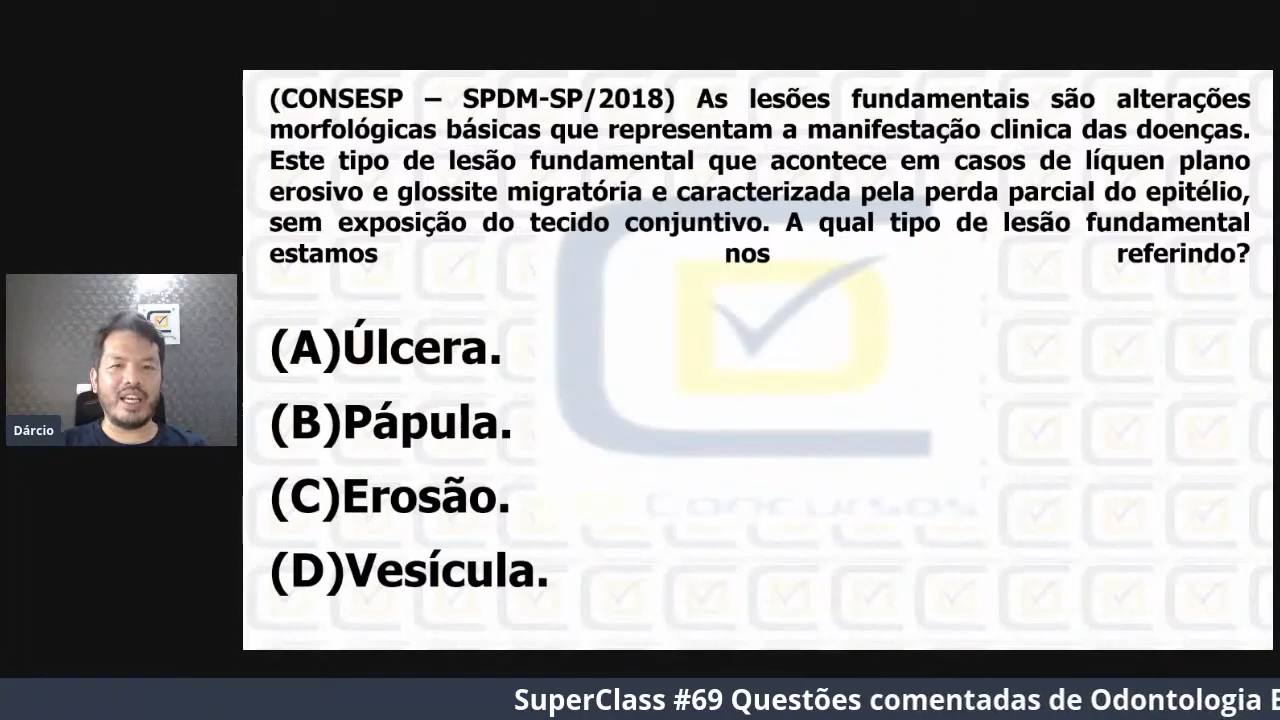 (CONSESP – SPDM-SP/2018) As lesões fundamentais são alterações
morfológicas básicas que representam a manifestação clinica das doenças.
Este tipo de lesão fundamental que acontece em casos de líquen plano
erosivo e glossite migratória e caracterizada pela perda parcial do epitélio,
sem exposição do tecido conjuntivo. A qual tipo de lesão fundamental
estamos nos referindo?
(A)Úlcera.
(B)Pápula.
(C)Erosão.
(D)Vesícula.
Concursos
Dárcio
SuperClass #69 Questões comentadas de Odontologia E